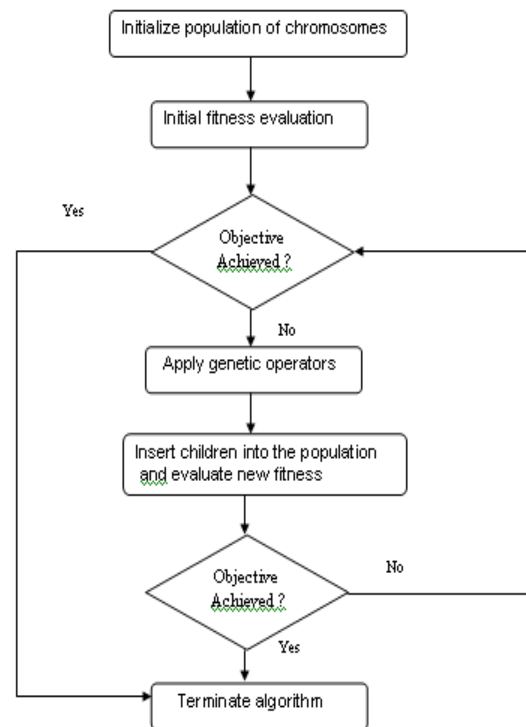 Initialize population of chromosomes
Initial fitness evaluation
Yes
Objective
Achieved ?
No
Apply genetic operators
Insert children into the population
and evaluate new fitness
Objective
Achieved ?
No
Yes
Terminate algorithm